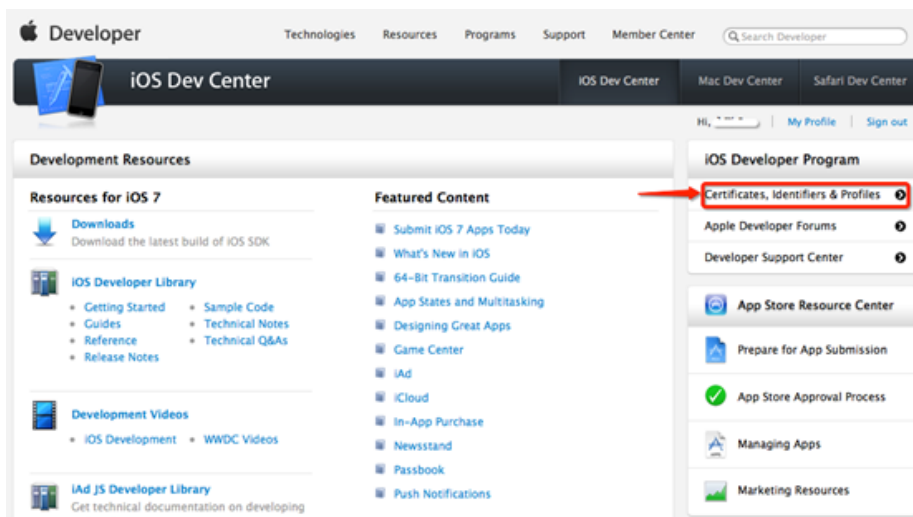 Developer
Technologies Resources Programs Support Member Center Search Developer
iOS Dev Center
iOS Dev Center Mac Dev Center Safari Dev Center
Hi, My Profile Sign out
Development Resources
Resources for iOS 7
Downloads
Download the latest build of iOS SDK
iOS Developer Library
Getting Started
Guides
Reference
Release Notes
Sample Code
Technical Notes
Technical Q&As
Development Videos
iOS Development WWDC Videos
iAd JS Developer Library
Get technical documentation on developing
Featured Content
Submit iOS 7 Apps Today
What's New in iOS
64-Bit Transition Guide
App States and Multitasking
Designing Great Apps
Game Center
iAd
iCloud
In-App Purchase
Newsstand
Passbook
Push Notifications
iOS Developer Program
Certificates, Identifiers & Profiles
Apple Developer Forums
Developer Support Center
App Store Resource Center
Prepare for App Submission
App Store Approval Process
Managing Apps
Marketing Resources